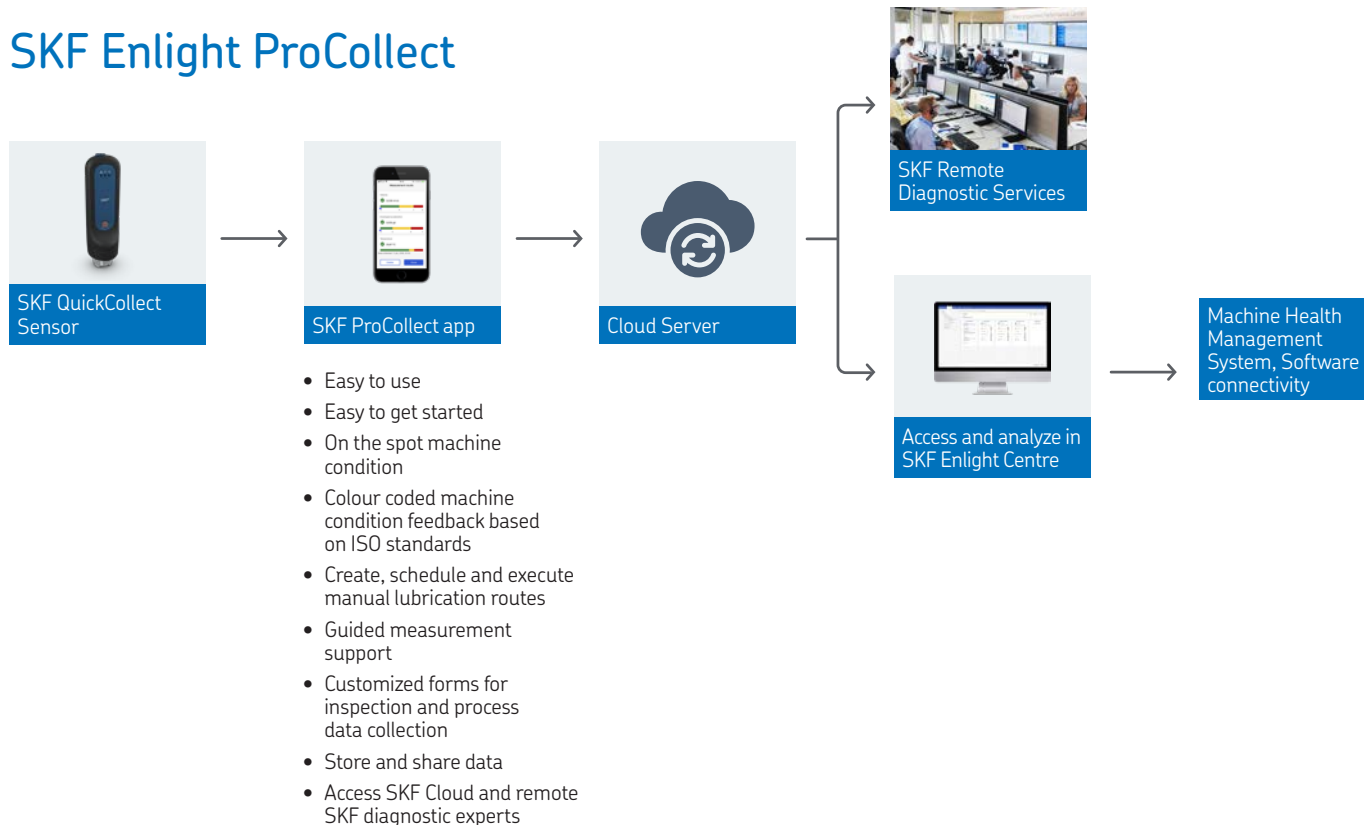 SKF Enlight ProCollect
SKF QuickCollect
Sensor
SKF ProCollect app
• Easy to use
• Easy to get started
• On the spot machine
condition
• Colour coded machine
condition feedback based
on ISO standards
• Create, schedule and execute
manual lubrication routes
• Guided measurement
support
• Customized forms for
inspection and process
data collection
• Store and share data
• Access SKF Cloud and remote
SKF diagnostic experts
Cloud Server
SKF Remote
Diagnostic Services
Access and analyze in
SKF Enlight Centre
Machine Health
Management
System, Software
connectivity